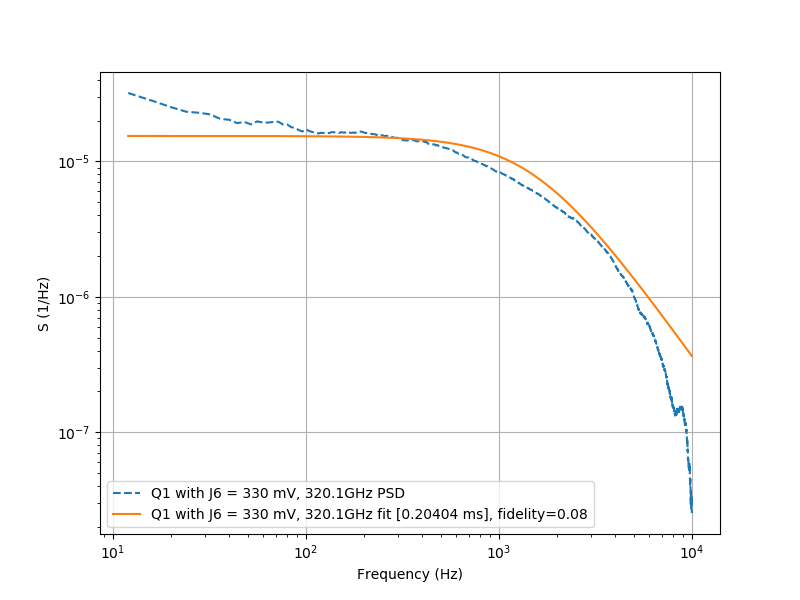 S (1/Hz)
10⁻⁵
10⁻⁶
10⁻⁷
Q1 with J6 = 330 mV, 320.1GHz PSD
Q1 with J6 = 330 mV, 320.1GHz fit [0.20404 ms], fidelity=0.08
10¹ 10² 10³ 10⁴
Frequency (Hz)